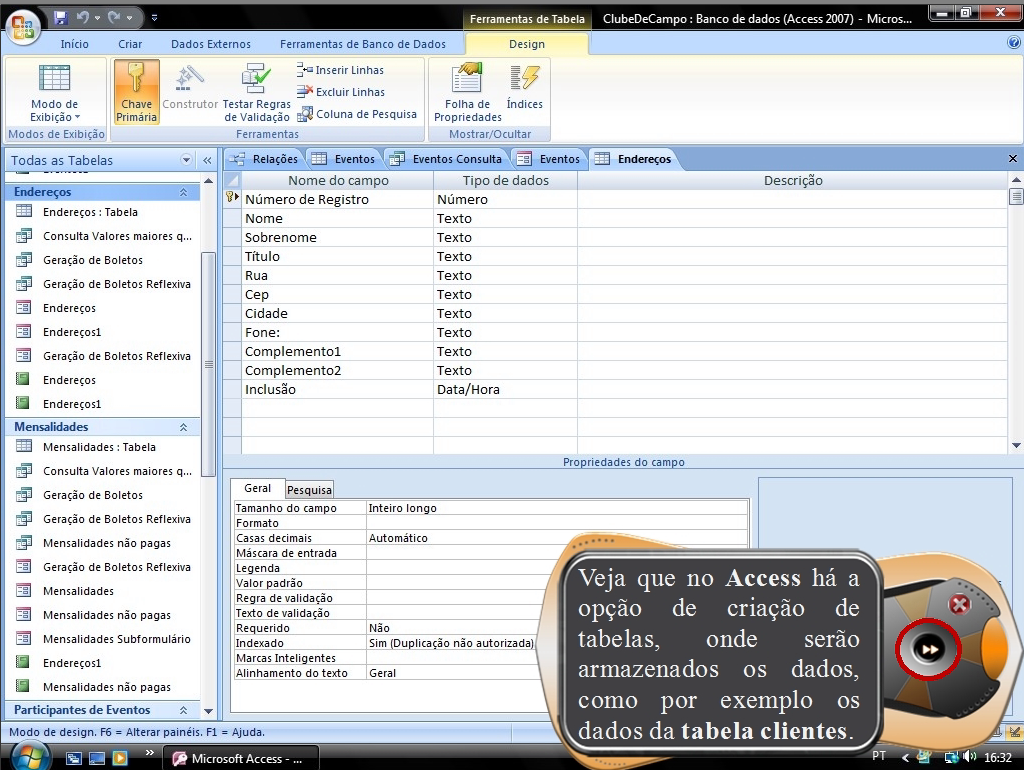 Ferramentas de Tabela
ClubeDeCampo : Banco de dados (Access 2007) - Micros...
Início
Criar
Dados Externos
Ferramentas de Banco de Dados
Design
Modo de
Exibição
Modos de Exibição
Chave
Primária
Construtor
Testar Regras
de Validação
Inserir Linhas
Excluir Linhas
Coluna de Pesquisa
Ferramentas
Folha de
Propriedades
Índices
Mostrar/Ocultar
Todas as Tabelas
«
Endereços
Endereços : Tabela
Consulta Valores maiores q...
Geração de Boletos
Geração de Boletos Reflexiva
Endereços
Endereços1
Geração de Boletos Reflexiva
Endereços
Endereços1
Mensalidades
Mensalidades : Tabela
Consulta Valores maiores q...
Geração de Boletos
Geração de Boletos Reflexiva
Mensalidades não pagas
Geração de Boletos Reflexiva
Mensalidades
Mensalidades não pagas
Mensalidades Subformulário
Endereços1
Mensalidades não pagas
Participantes de Eventos
Relações
Eventos
Eventos Consulta
Eventos
Endereços
Nome do campo Tipo de dados Descrição
Número de Registro Número
Nome Texto
Sobrenome Texto
Título Texto
Rua Texto
Cep Texto
Cidade Texto
Fone: Texto
Complemento1 Texto
Complemento2 Texto
Inclusão Data/Hora
Propriedades do campo
Geral Pesquisa
Tamanho do campo Inteiro longo
Formato
Casas decimais Automático
Máscara de entrada
Legenda
Valor padrão
Regra de validação
Texto de validação
Requerido Não
Indexado Sim (Duplicação não autorizada)
Marcas Inteligentes
Alinhamento do texto Geral
Veja que no Access há a
opção de criação de
tabelas, onde serão
armazenados os dados,
como por exemplo os
dados da tabela clientes.
Modo de design. F6 = Alterar painéis. F1 = Ajuda.
»
Microsoft Access - ...
PT
16:32